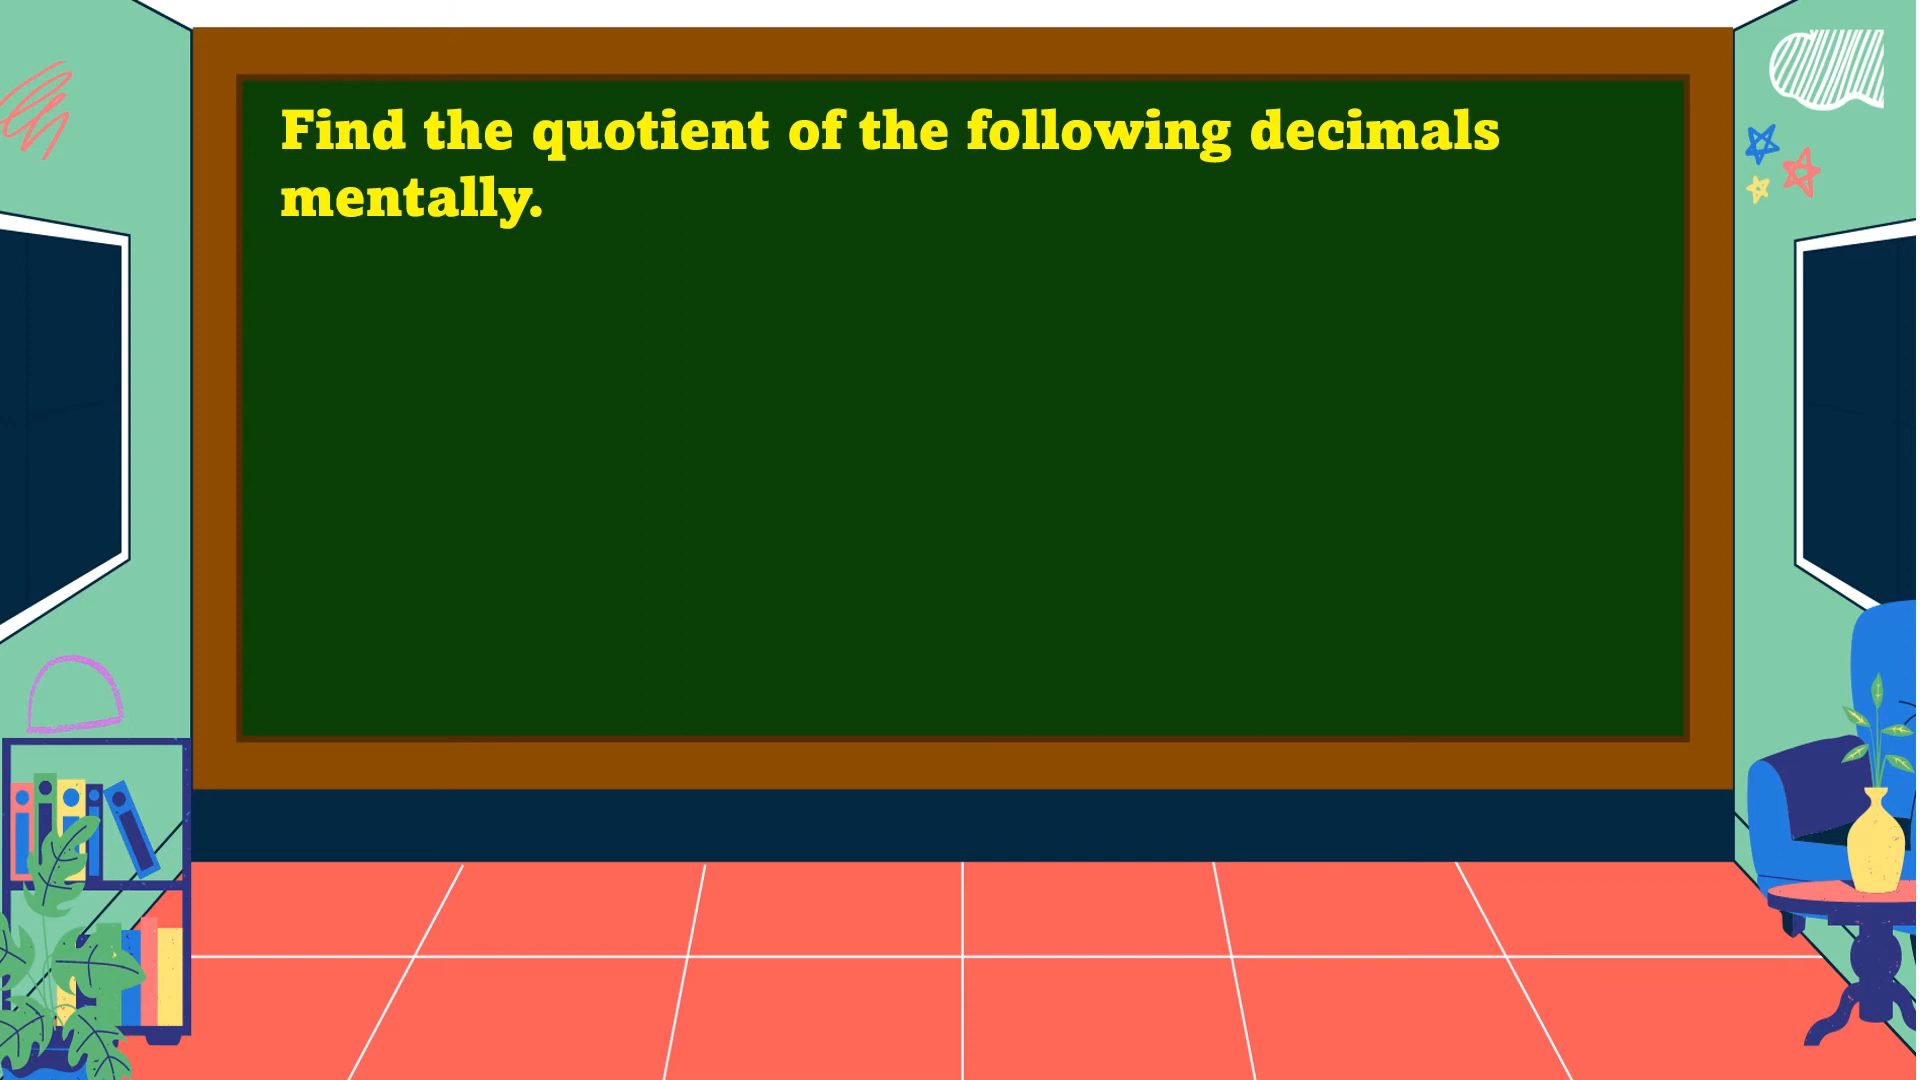 Find the quotient of the following decimals
mentally.